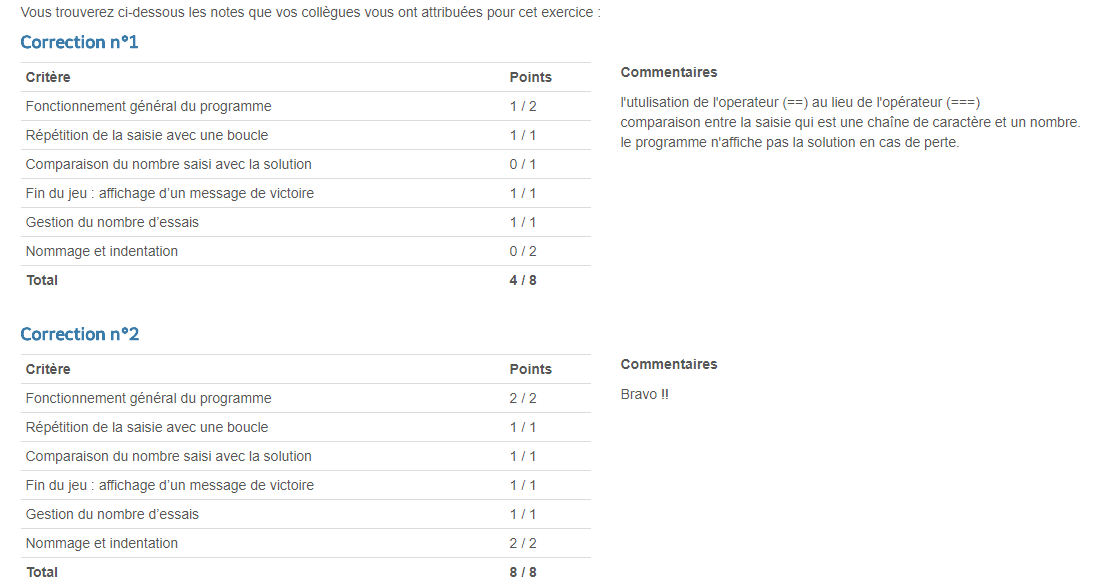 Vous trouverez ci-dessous les notes que vos collègues vous ont attribuées pour cet exercice :
Correction n°1
Critère Points
Fonctionnement général du programme 1 / 2
Répétition de la saisie avec une boucle 1 / 1
Comparaison du nombre saisi avec la solution 0 / 1
Fin du jeu : affichage d'un message de victoire 1 / 1
Gestion du nombre d'essais 1 / 1
Nommage et indentation 0 / 2
Total 4 / 8
Commentaires
l'utulisation de l'operateur (==) au lieu de l'opérateur (===)
comparaison entre la saisie qui est une chaîne de caractère et un nombre.
le programme n'affiche pas la solution en cas de perte.
Correction n°2
Critère Points
Fonctionnement général du programme 2 / 2
Répétition de la saisie avec une boucle 1 / 1
Comparaison du nombre saisi avec la solution 1 / 1
Fin du jeu : affichage d'un message de victoire 1 / 1
Gestion du nombre d'essais 1 / 1
Nommage et indentation 2 / 2
Total 8 / 8
Commentaires
Bravo !!